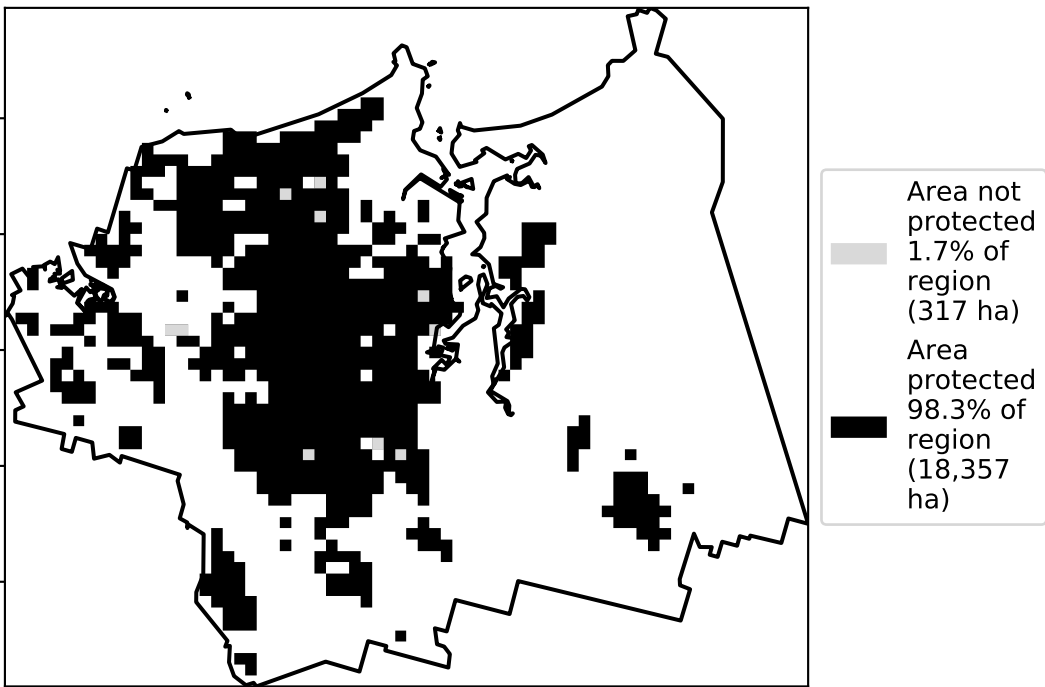 Area not
protected
1.7% of
region
(317 ha)
Area
protected
98.3% of
region
(18,357
ha)